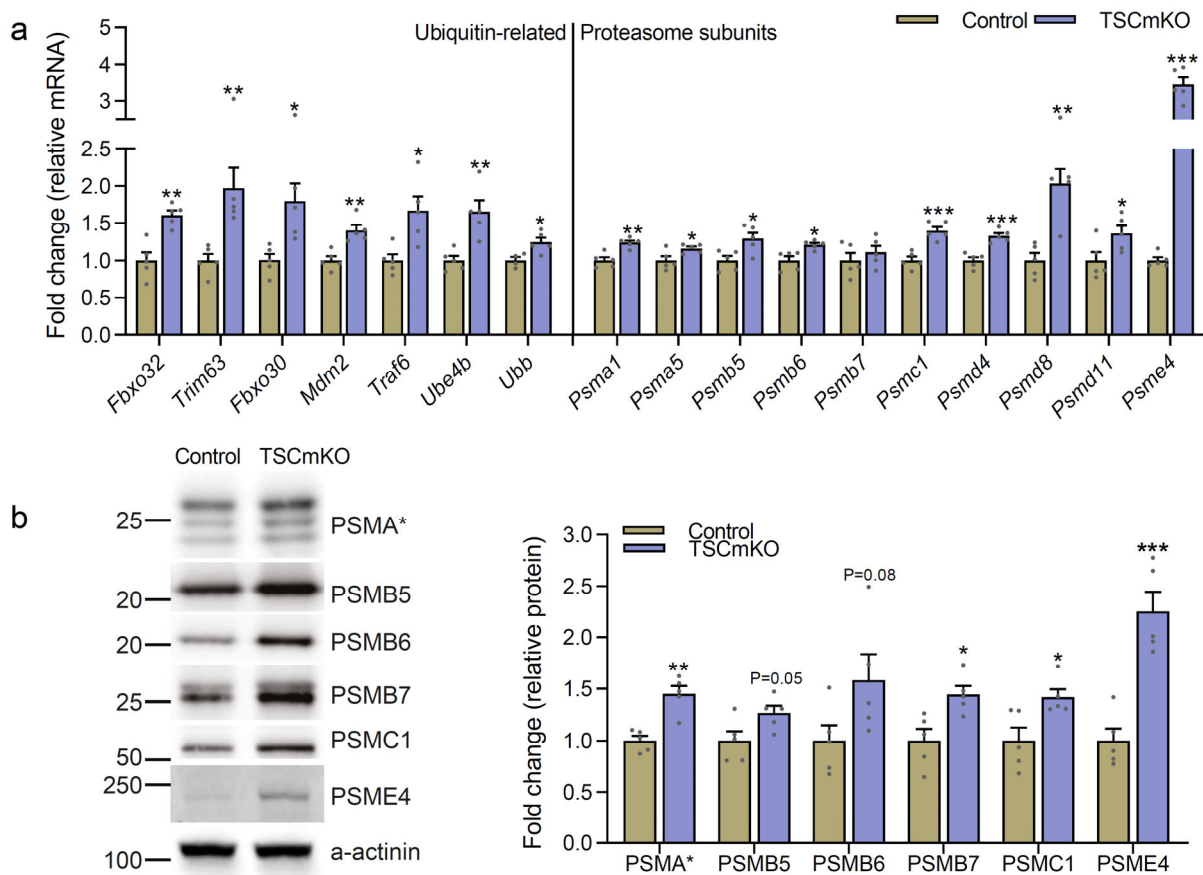 a
Control TSCmKO
Ubiquitin-related Proteasome subunits
Fold change (relative mRNA)
5
4
3
2.5
2.0
1.5
1.0
0.5
0.0
** ** * ** * ** * ** * * * *** *** ** * ***
Fbxo32 Trim63 Fbxo30 Mdm2 Traf6 Ube4b Ubb Psma1 Psma5 Psmb5 Psmb6 Psmb7 Psmc1 Psmd4 Psmd8 Psmd11 Psme4
b
Control TSCmKO
25 PSMA*
20 PSMB5
20 PSMB6
25 PSMB7
50 PSMC1
250 PSME4
100 a-actinin
Control
TSCmKO
Fold change (relative protein)
3.0
2.5
2.0
1.5
1.0
0.5
0.0
** P=0.05 P=0.08 * * ***
PSMA* PSMB5 PSMB6 PSMB7 PSMC1 PSME4